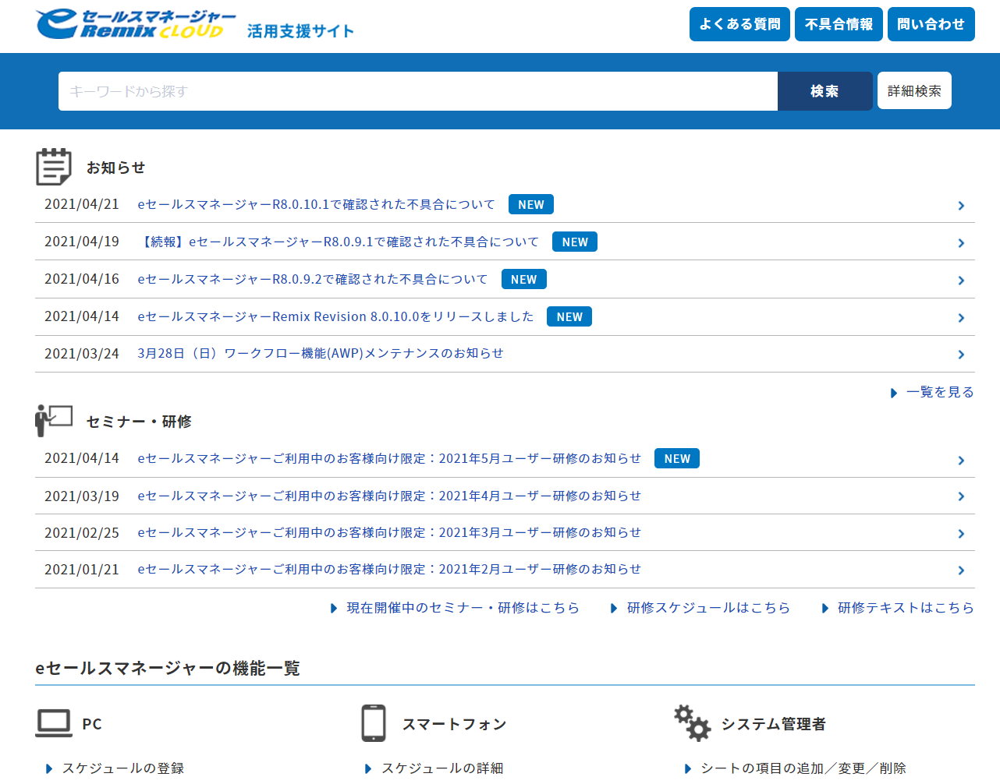 eセールスマネージャー
Remix CLOUD
活用支援サイト
よくある質問
不具合情報
問い合わせ
キーワードから探す
検索
詳細検索
お知らせ
2021/04/21 eセールスマネージャーR8.0.10.1で確認された不具合について NEW
2021/04/19 【続報】eセールスマネージャーR8.0.9.1で確認された不具合について NEW
2021/04/16 eセールスマネージャーR8.0.9.2で確認された不具合について NEW
2021/04/14 eセールスマネージャーRemix Revision 8.0.10.0をリリースしました NEW
2021/03/24 3月28日（日）ワークフロー機能(AWP)メンテナンスのお知らせ
一覧を見る
セミナー・研修
2021/04/14 eセールスマネージャーご利用中のお客様向け限定：2021年5月ユーザー研修のお知らせ NEW
2021/03/19 eセールスマネージャーご利用中のお客様向け限定：2021年4月ユーザー研修のお知らせ
2021/02/25 eセールスマネージャーご利用中のお客様向け限定：2021年3月ユーザー研修のお知らせ
2021/01/21 eセールスマネージャーご利用中のお客様向け限定：2021年2月ユーザー研修のお知らせ
現在開催中のセミナー・研修はこちら 研修スケジュールはこちら 研修テキストはこちら
eセールスマネージャーの機能一覧
PC
スケジュールの登録
スマートフォン
スケジュールの詳細
システム管理者
シートの項目の追加／変更／削除